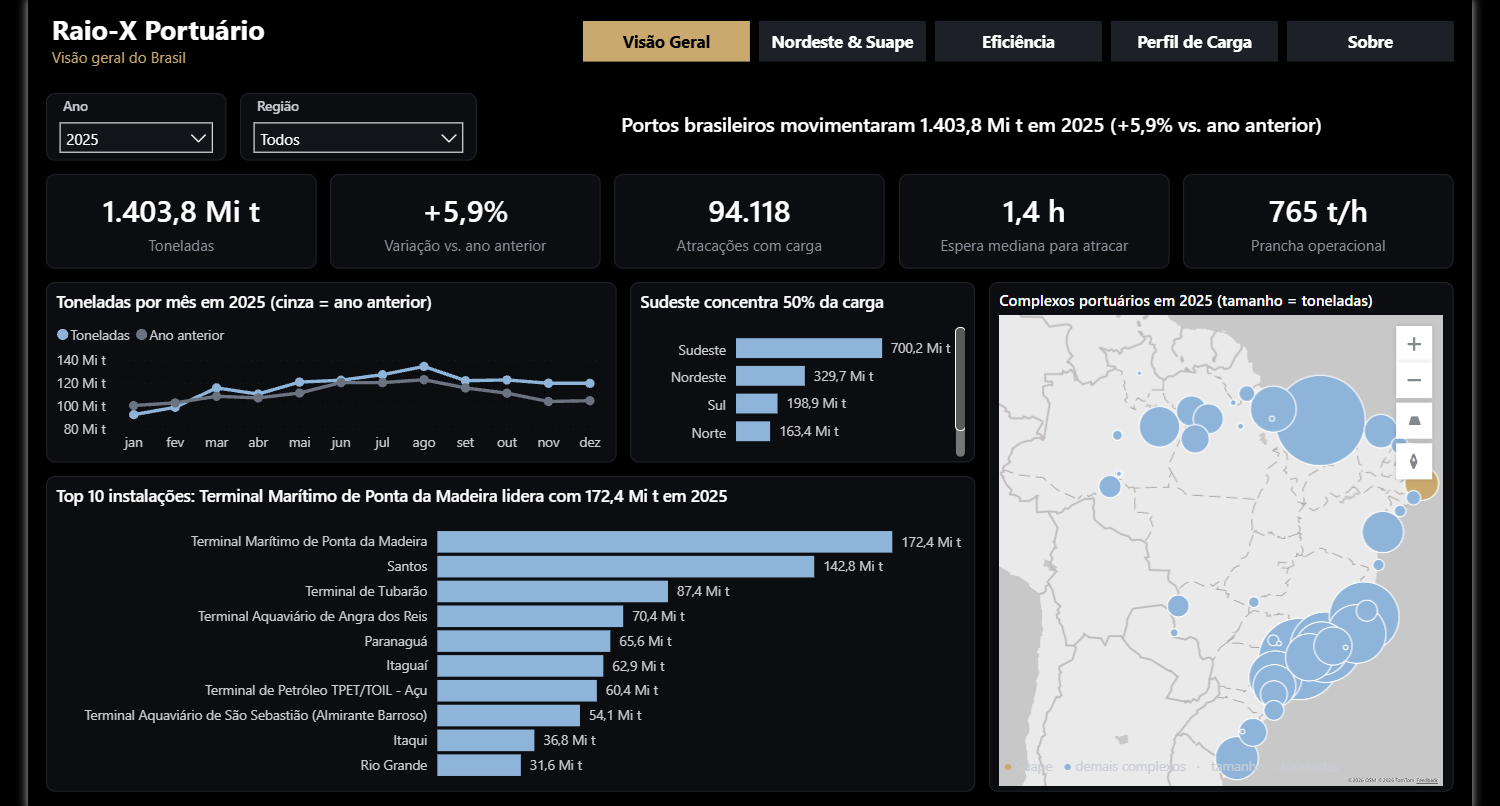 Raio-X Portuário
Visão geral do Brasil
Visão Geral
Nordeste & Suape
Eficiência
Perfil de Carga
Sobre
Ano
2025
Região
Todos
Portos brasileiros movimentaram 1.403,8 Mi t em 2025 (+5,9% vs. ano anterior)
1.403,8 Mi t
Toneladas
+5,9%
Variação vs. ano anterior
94.118
Atracações com carga
1,4 h
Espera mediana para atracar
765 t/h
Prancha operacional
Toneladas por mês em 2025 (cinza = ano anterior)
Toneladas Ano anterior
140 Mi t
120 Mi t
100 Mi t
80 Mi t
jan fev mar abr mai jun jul ago set out nov dez
Sudeste concentra 50% da carga
Sudeste 700,2 Mi t
Nordeste 329,7 Mi t
Sul 198,9 Mi t
Norte 163,4 Mi t
Complexos portuários em 2025 (tamanho = toneladas)
demais complexos
©2026 OSM ©2026 TomTom Feedback
Top 10 instalações: Terminal Marítimo de Ponta da Madeira lidera com 172,4 Mi t em 2025
Terminal Marítimo de Ponta da Madeira 172,4 Mi t
Santos 142,8 Mi t
Terminal de Tubarão 87,4 Mi t
Terminal Aquaviário de Angra dos Reis 70,4 Mi t
Paranaguá 65,6 Mi t
Itaguaí 62,9 Mi t
Terminal de Petróleo TPET/TOIL - Açu 60,4 Mi t
Terminal Aquaviário de São Sebastião (Almirante Barroso) 54,1 Mi t
Itaqui 36,8 Mi t
Rio Grande 31,6 Mi t